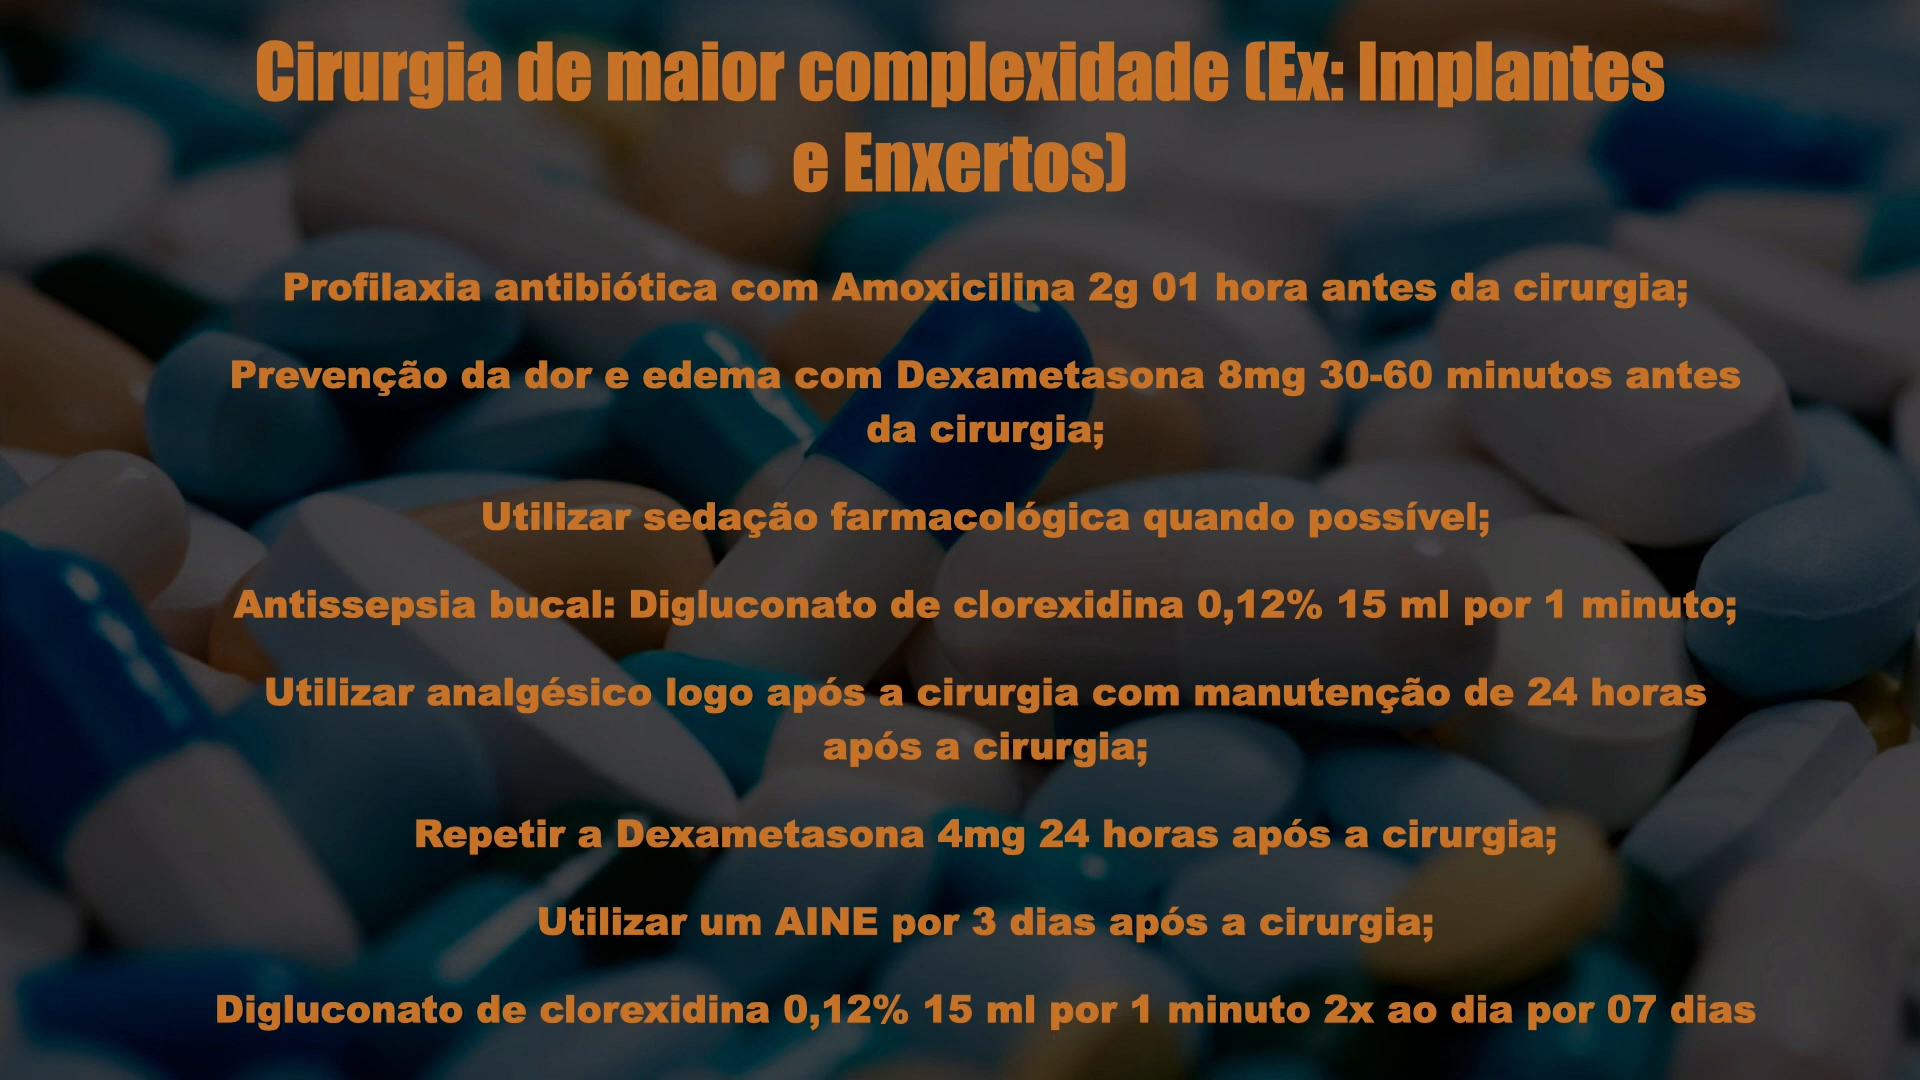 Cirurgia de maior complexidade (Ex: Implantes
e Enxertos)
Profilaxia antibiótica com Amoxicilina 2g 01 hora antes da cirurgia;
Prevenção da dor e edema com Dexametasona 8mg 30-60 minutos antes
da cirurgia;
Utilizar sedação farmacológica quando possível;
Antissepsia bucal: Digluconato de clorexidina 0,12% 15 ml por 1 minuto;
Utilizar analgésico logo após a cirurgia com manutenção de 24 horas
após a cirurgia;
Repetir a Dexametasona 4mg 24 horas após a cirurgia;
Utilizar um AINE por 3 dias após a cirurgia;
Digluconato de clorexidina 0,12% 15 ml por 1 minuto 2x ao dia por 07 dias